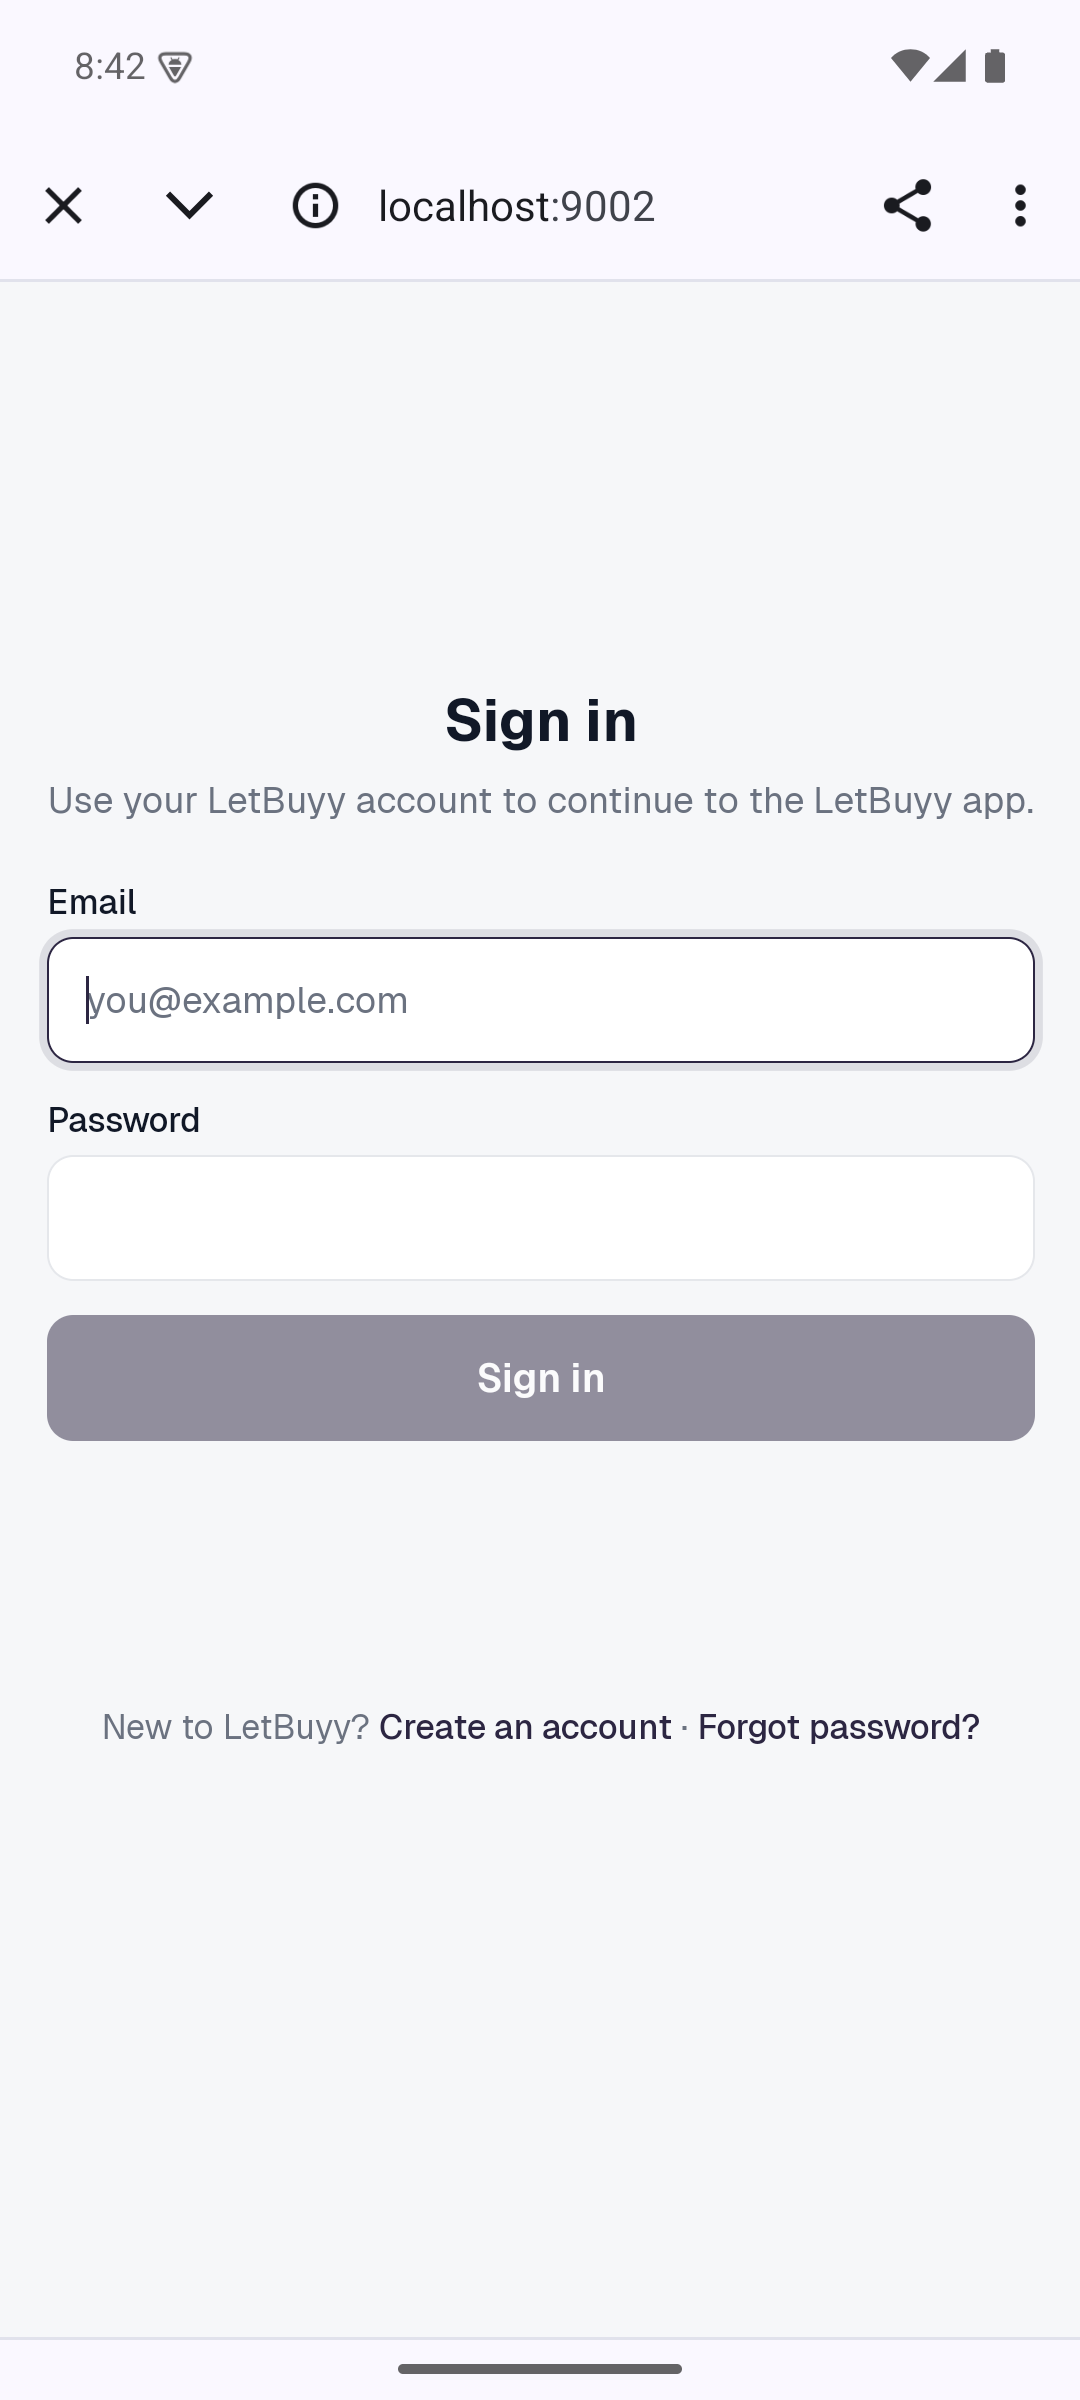 8:42
localhost:9002
Sign in
Use your LetBuyy account to continue to the LetBuyy app.
Email
you@example.com
Password
Sign in
New to LetBuyy? Create an account · Forgot password?